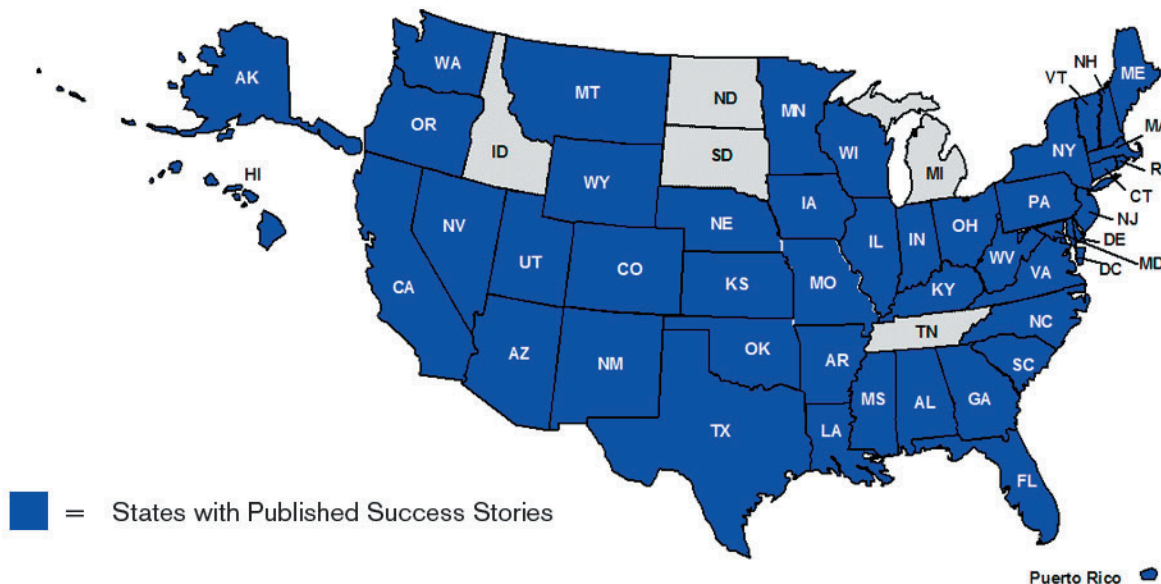 AK
HI
WA
OR
CA
NV
ID
MT
WY
UT
CO
AZ
NM
ND
SD
NE
KS
OK
TX
MN
IA
MO
AR
LA
WI
IL
MI
IN
OH
KY
TN
MS
AL
GA
FL
SC
NC
VA
WV
PA
NY
VT
NH
ME
MA
R
CT
NJ
DE
MD
DC
= States with Published Success Stories
Puerto Rico